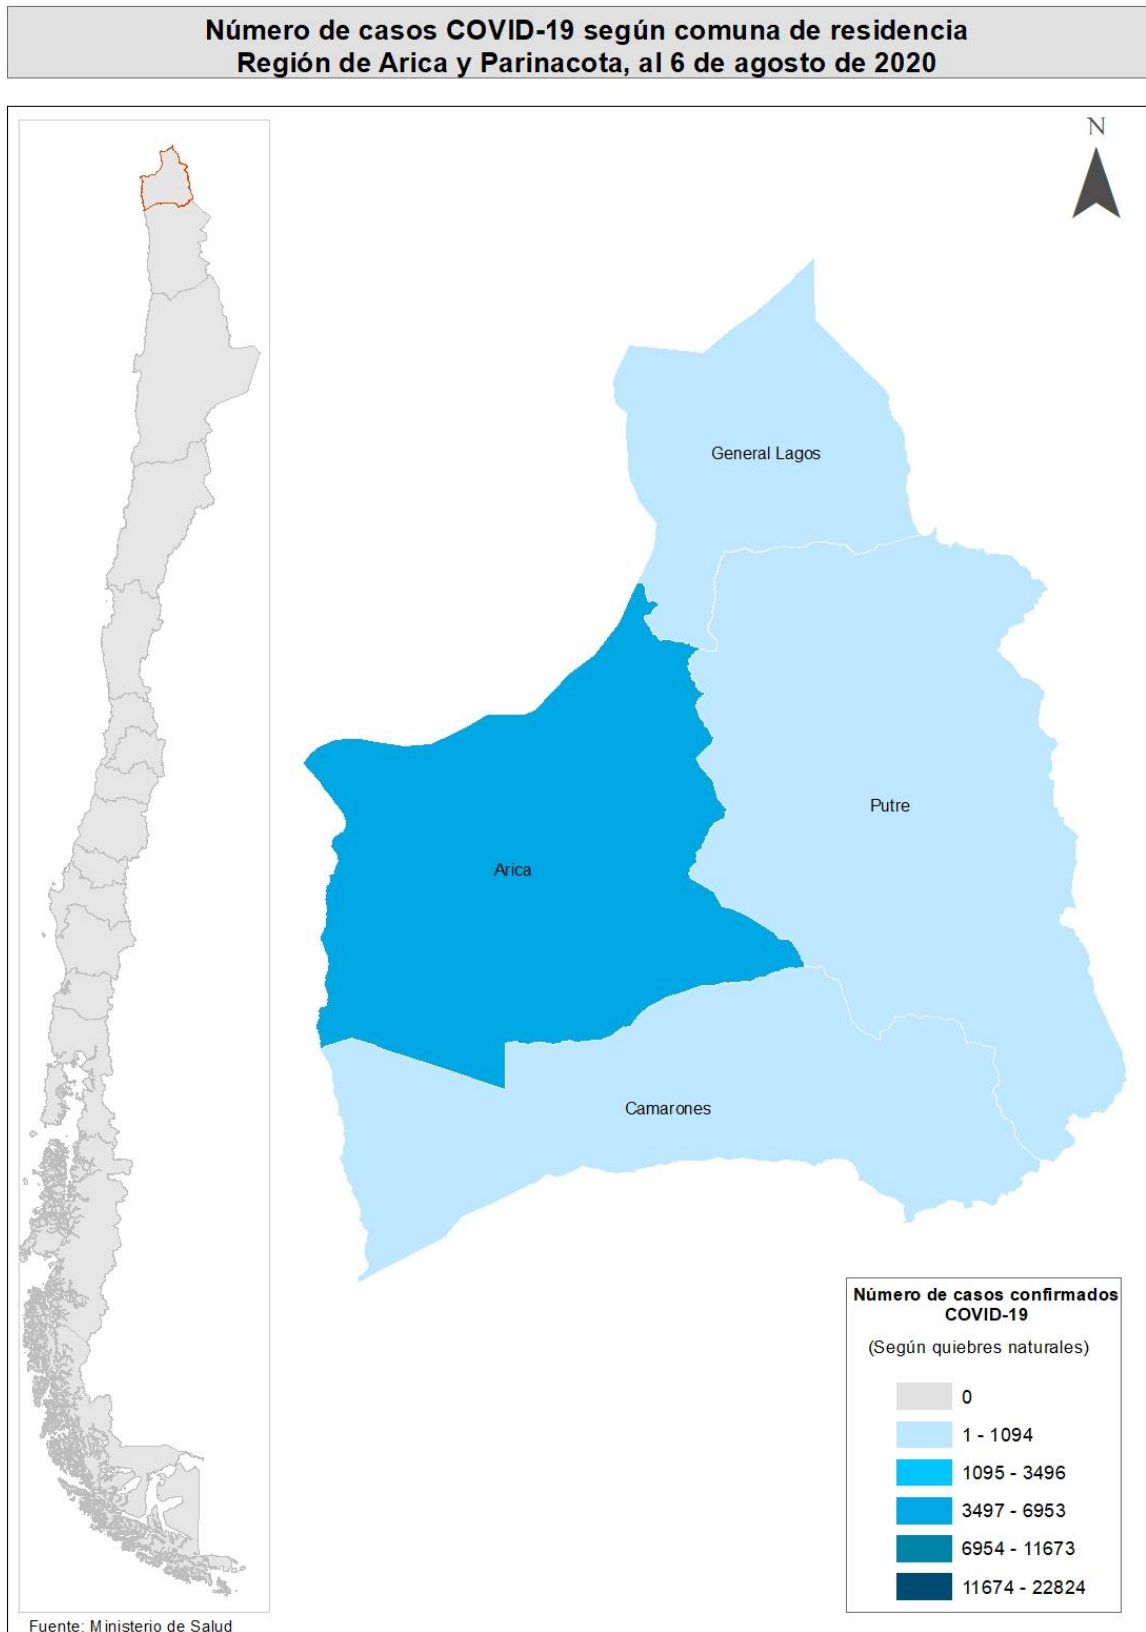 Número de casos COVID-19 según comuna de residencia
Región de Arica y Parinacota, al 6 de agosto de 2020
N
General Lagos
Putre
Arica
Camarones
Número de casos confirmados
COVID-19
(Según quiebres naturales)
0
1 - 1094
1095 - 3496
3497 - 6953
6954 - 11673
11674 - 22824
Fuente: Ministerio de Salud